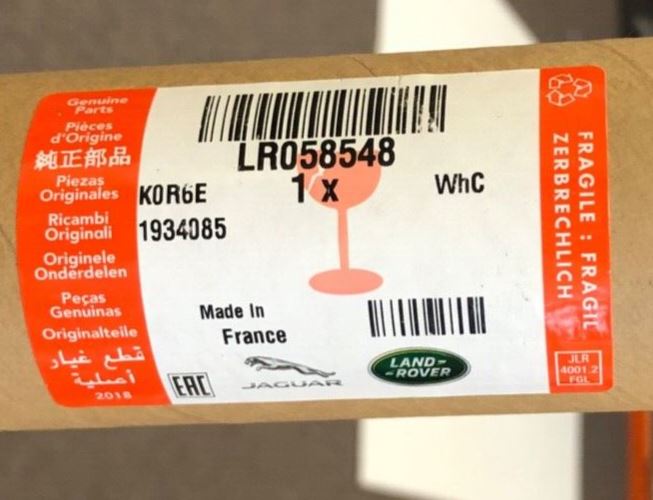 Genuine
Parts
Pièces
d'Origine
純正部品
Piezas
Originales
Ricambi
Originali
Originele
Onderdelen
Peças
Genuinas
Originalteile
قطع غيار
أصلية
2018
LR058548
1 x
WhC
K0R6E
1934085
Made In
France
EAC
JAGUAR
LAND-
-ROVER
FRAGILE : FRAGIL
ZERBRECHLICH
JLR
4001.2
FGL